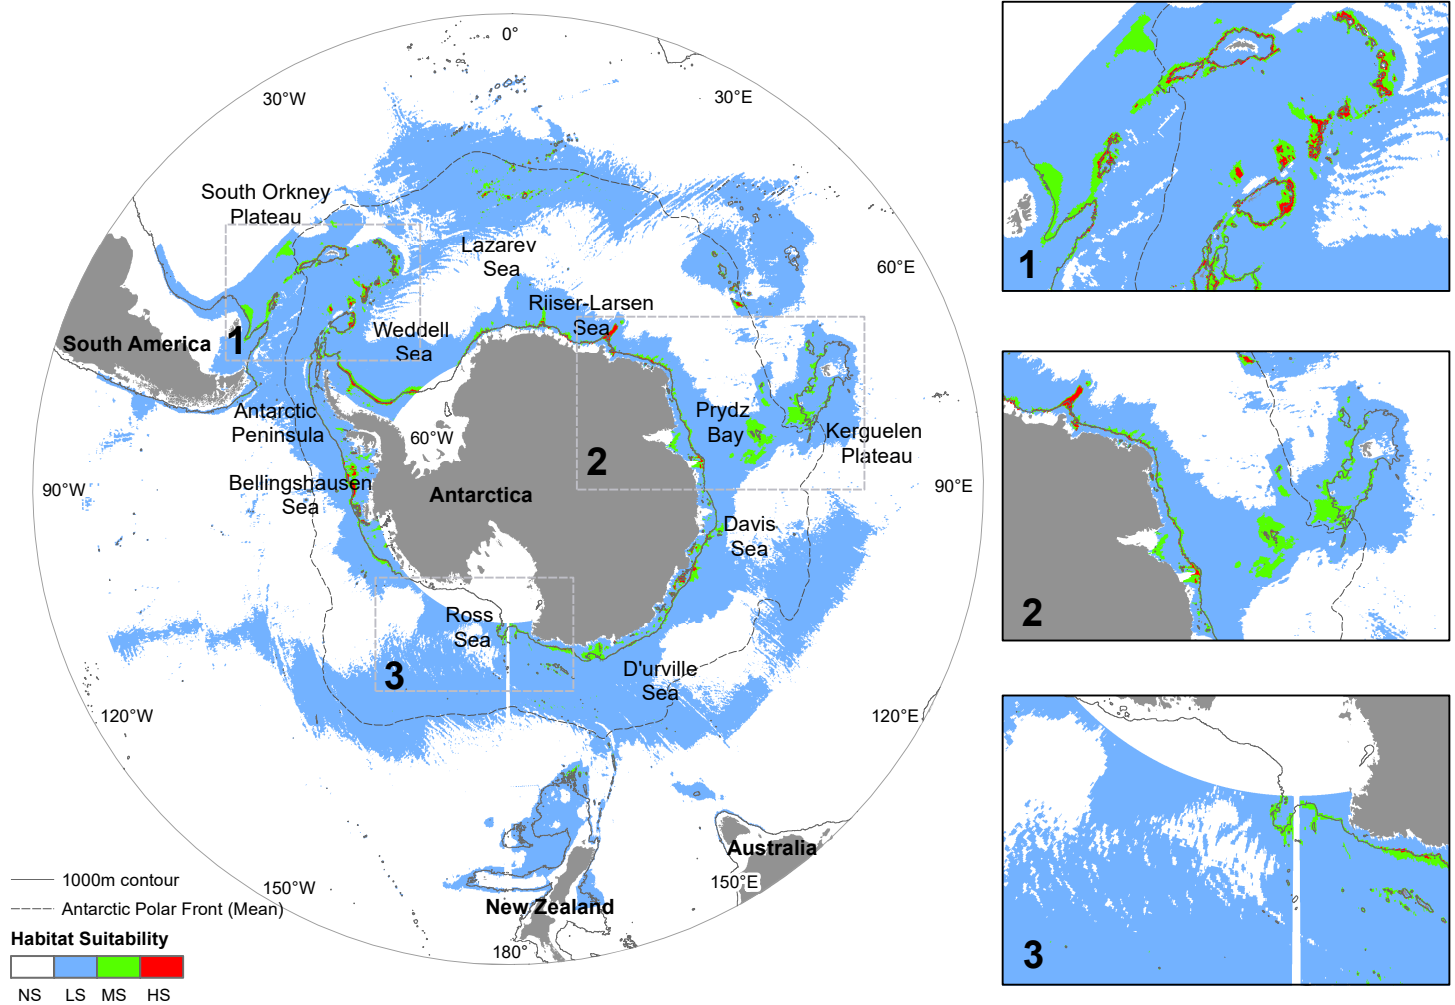 0°
30°W
30°E
South Orkney
Plateau
Lazarev
Sea
60°E
Riiser-Larsen
Sea
Weddell
Sea
1
South America
Antarctic
Peninsula
60°W
Prydz
Bay
Kerguelen
Plateau
2
Bellingshausen
Sea
90°W
Antarctica
90°E
Davis
Sea
Ross
Sea
3
D'urville
Sea
120°W
120°E
Australia
150°E
150°W
New Zealand
180°
1000m contour
Antarctic Polar Front (Mean)
Habitat Suitability
NS LS MS HS
1
2
3